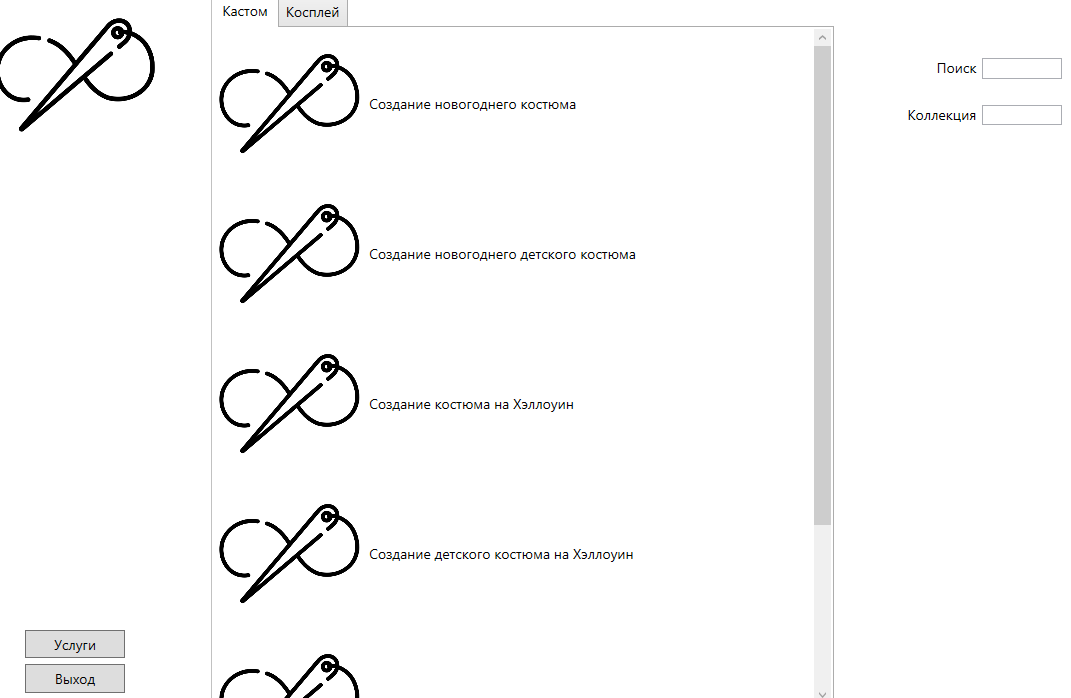 Кастом
Косплей
Поиск
Коллекция
Создание новогоднего костюма
Создание новогоднего детского костюма
Создание костюма на Хэллоуин
Создание детского костюма на Хэллоуин
Услуги
Выход